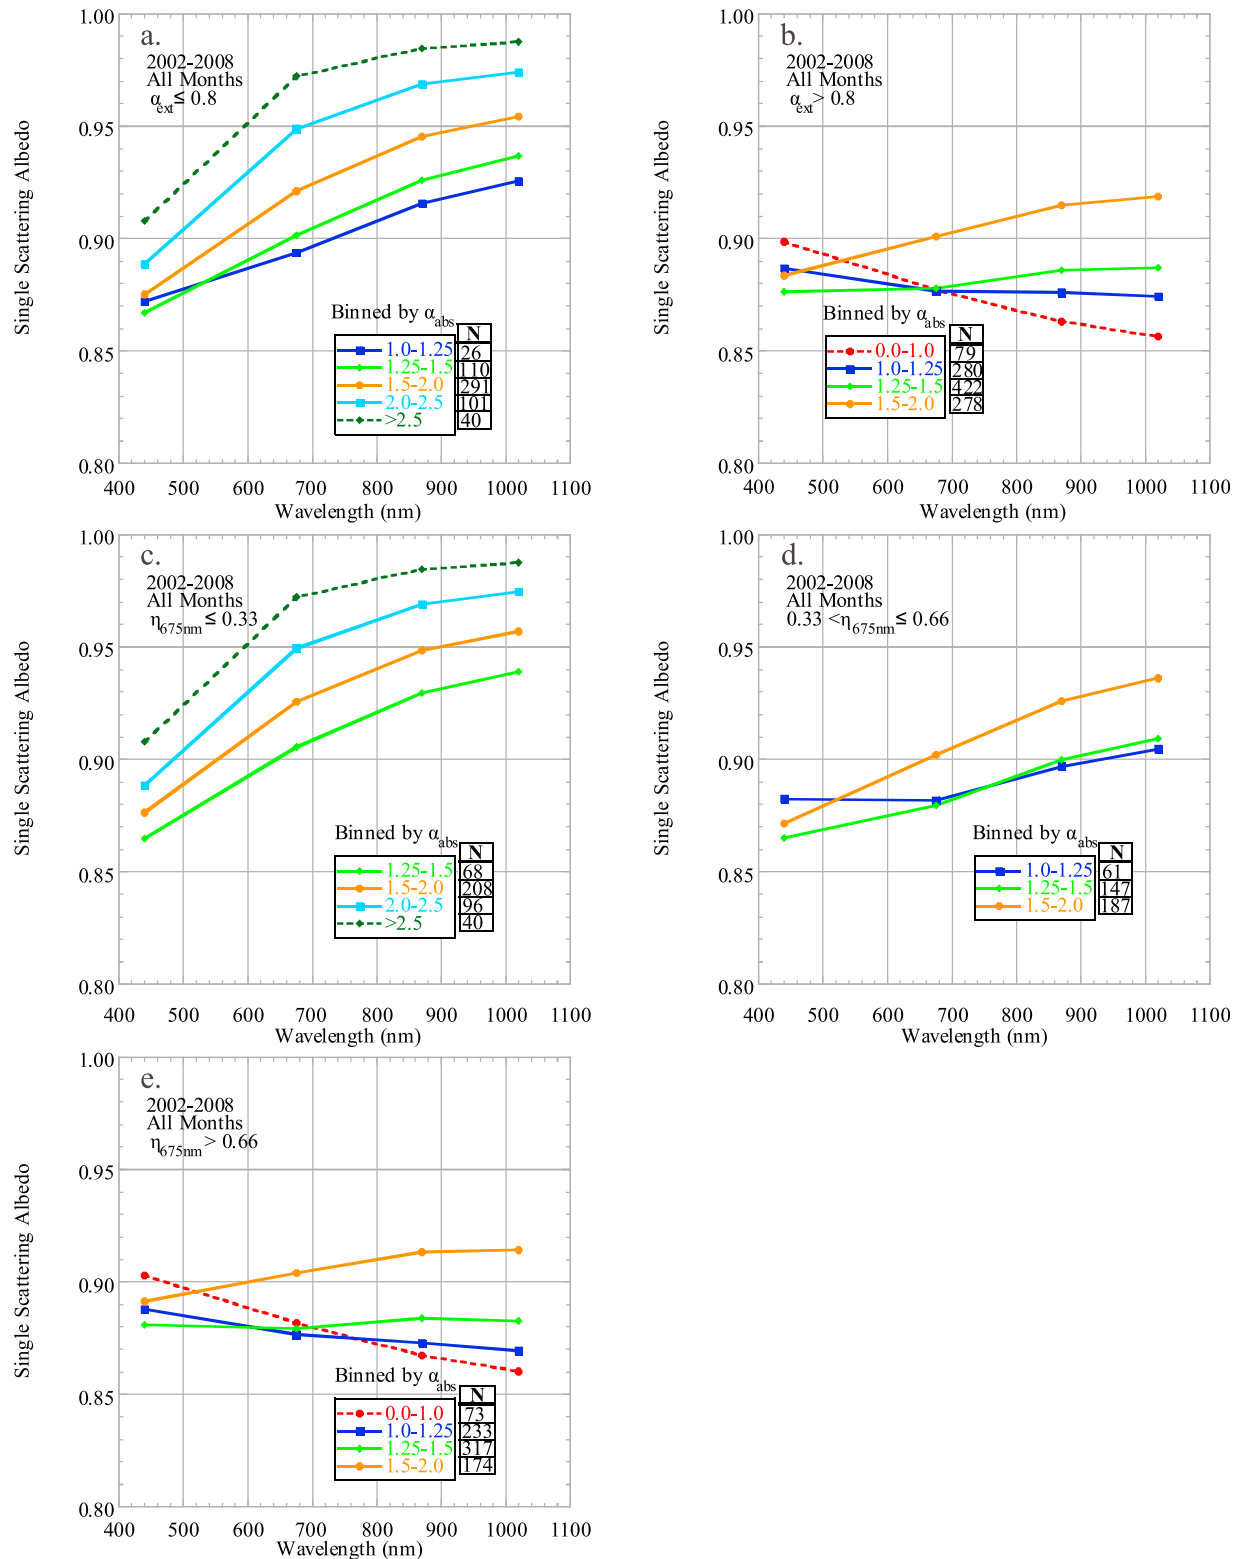 a.
2002-2008
All Months
α_ext ≤ 0.8
1.00
0.95
0.90
0.85
0.80
Single Scattering Albedo
Binned by α_abs
N
1.0-1.25 26
1.25-1.5 110
1.5-2.0 291
2.0-2.5 101
>2.5 40
400 500 600 700 800 900 1000 1100
Wavelength (nm)
b.
2002-2008
All Months
α_ext > 0.8
1.00
0.95
0.90
0.85
0.80
Single Scattering Albedo
Binned by α_abs
N
0.0-1.0 79
1.0-1.25 280
1.25-1.5 422
1.5-2.0 278
400 500 600 700 800 900 1000 1100
Wavelength (nm)
c.
2002-2008
All Months
η_675nm ≤ 0.33
1.00
0.95
0.90
0.85
0.80
Single Scattering Albedo
Binned by α_abs
N
1.25-1.5 68
1.5-2.0 208
2.0-2.5 96
>2.5 40
400 500 600 700 800 900 1000 1100
Wavelength (nm)
d.
2002-2008
All Months
0.33 <η_675nm ≤ 0.66
1.00
0.95
0.90
0.85
0.80
Single Scattering Albedo
Binned by α_abs
N
1.0-1.25 61
1.25-1.5 147
1.5-2.0 187
400 500 600 700 800 900 1000 1100
Wavelength (nm)
e.
2002-2008
All Months
η_675nm > 0.66
1.00
0.95
0.90
0.85
0.80
Single Scattering Albedo
Binned by α_abs
N
0.0-1.0 73
1.0-1.25 233
1.25-1.5 317
1.5-2.0 174
400 500 600 700 800 900 1000 1100
Wavelength (nm)